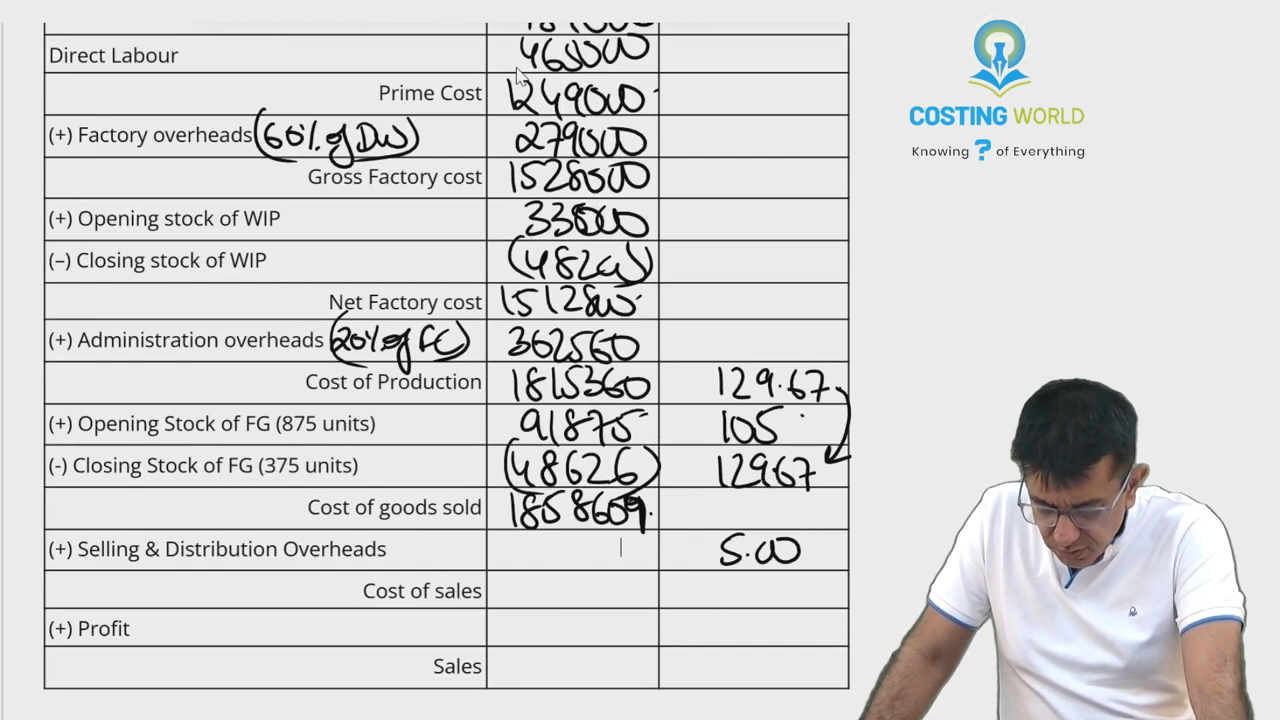 Direct Labour 465000
Prime Cost 1249000
(+) Factory overheads (60% of DW) 279000
Gross Factory cost 1528000
(+) Opening stock of WIP 33000
(–) Closing stock of WIP (48200)
Net Factory cost 1512800
(+) Administration overheads (20% of FC) 302560
Cost of Production 1815360 129.67
(+) Opening Stock of FG (875 units) 91875 105
(-) Closing Stock of FG (375 units) (48626) 129.67
Cost of goods sold 1858609
(+) Selling & Distribution Overheads 5.00
Cost of sales
(+) Profit
Sales
COSTING WORLD
Knowing ? of Everything